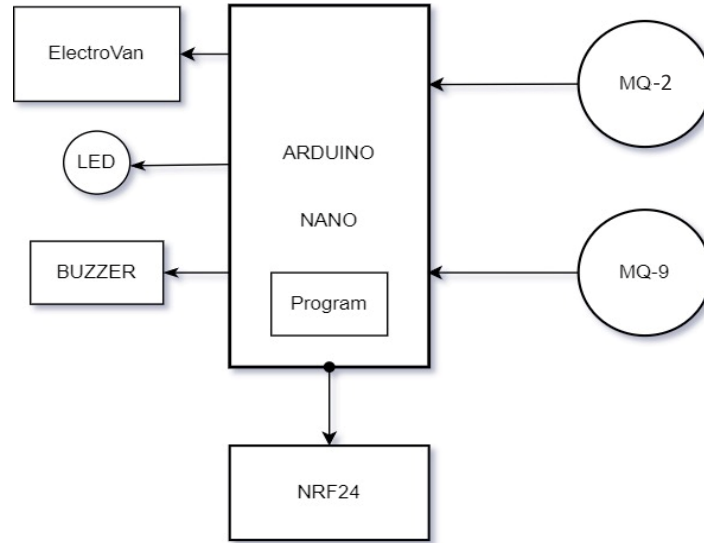 ElectroVan
MQ-2
LED
ARDUINO
NANO
BUZZER
MQ-9
Program
NRF24